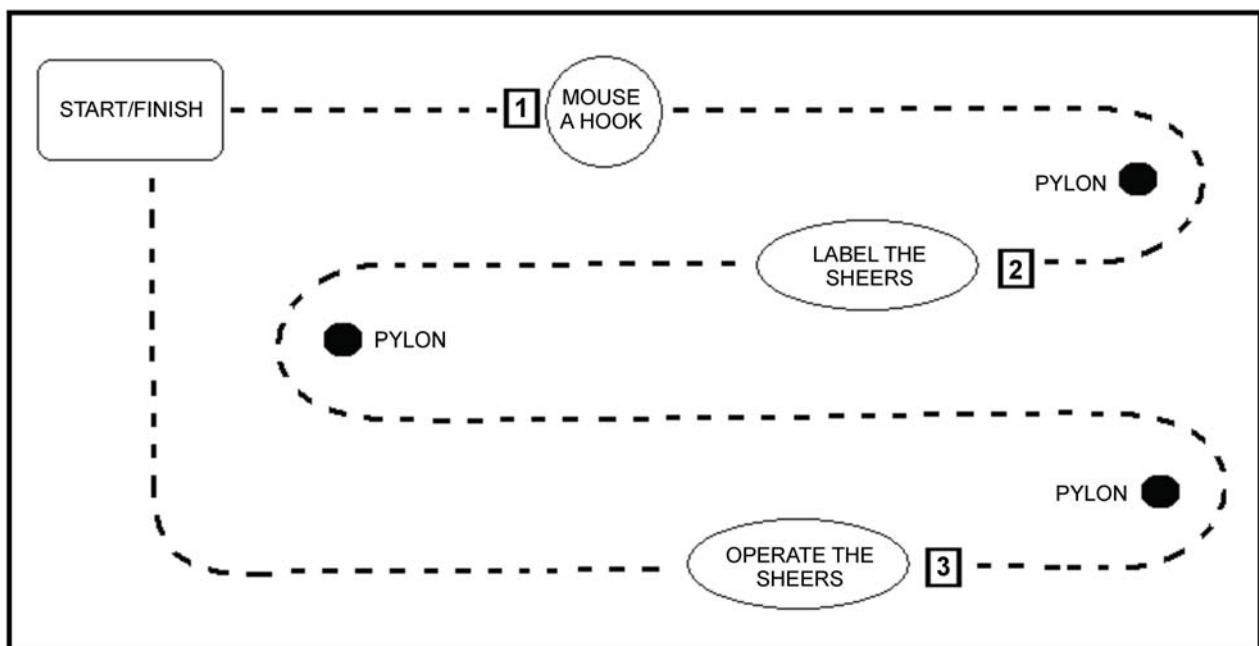 START/FINISH
1
MOUSE
A HOOK
PYLON
LABEL THE
SHEERS
2
PYLON
PYLON
OPERATE THE
SHEERS
3